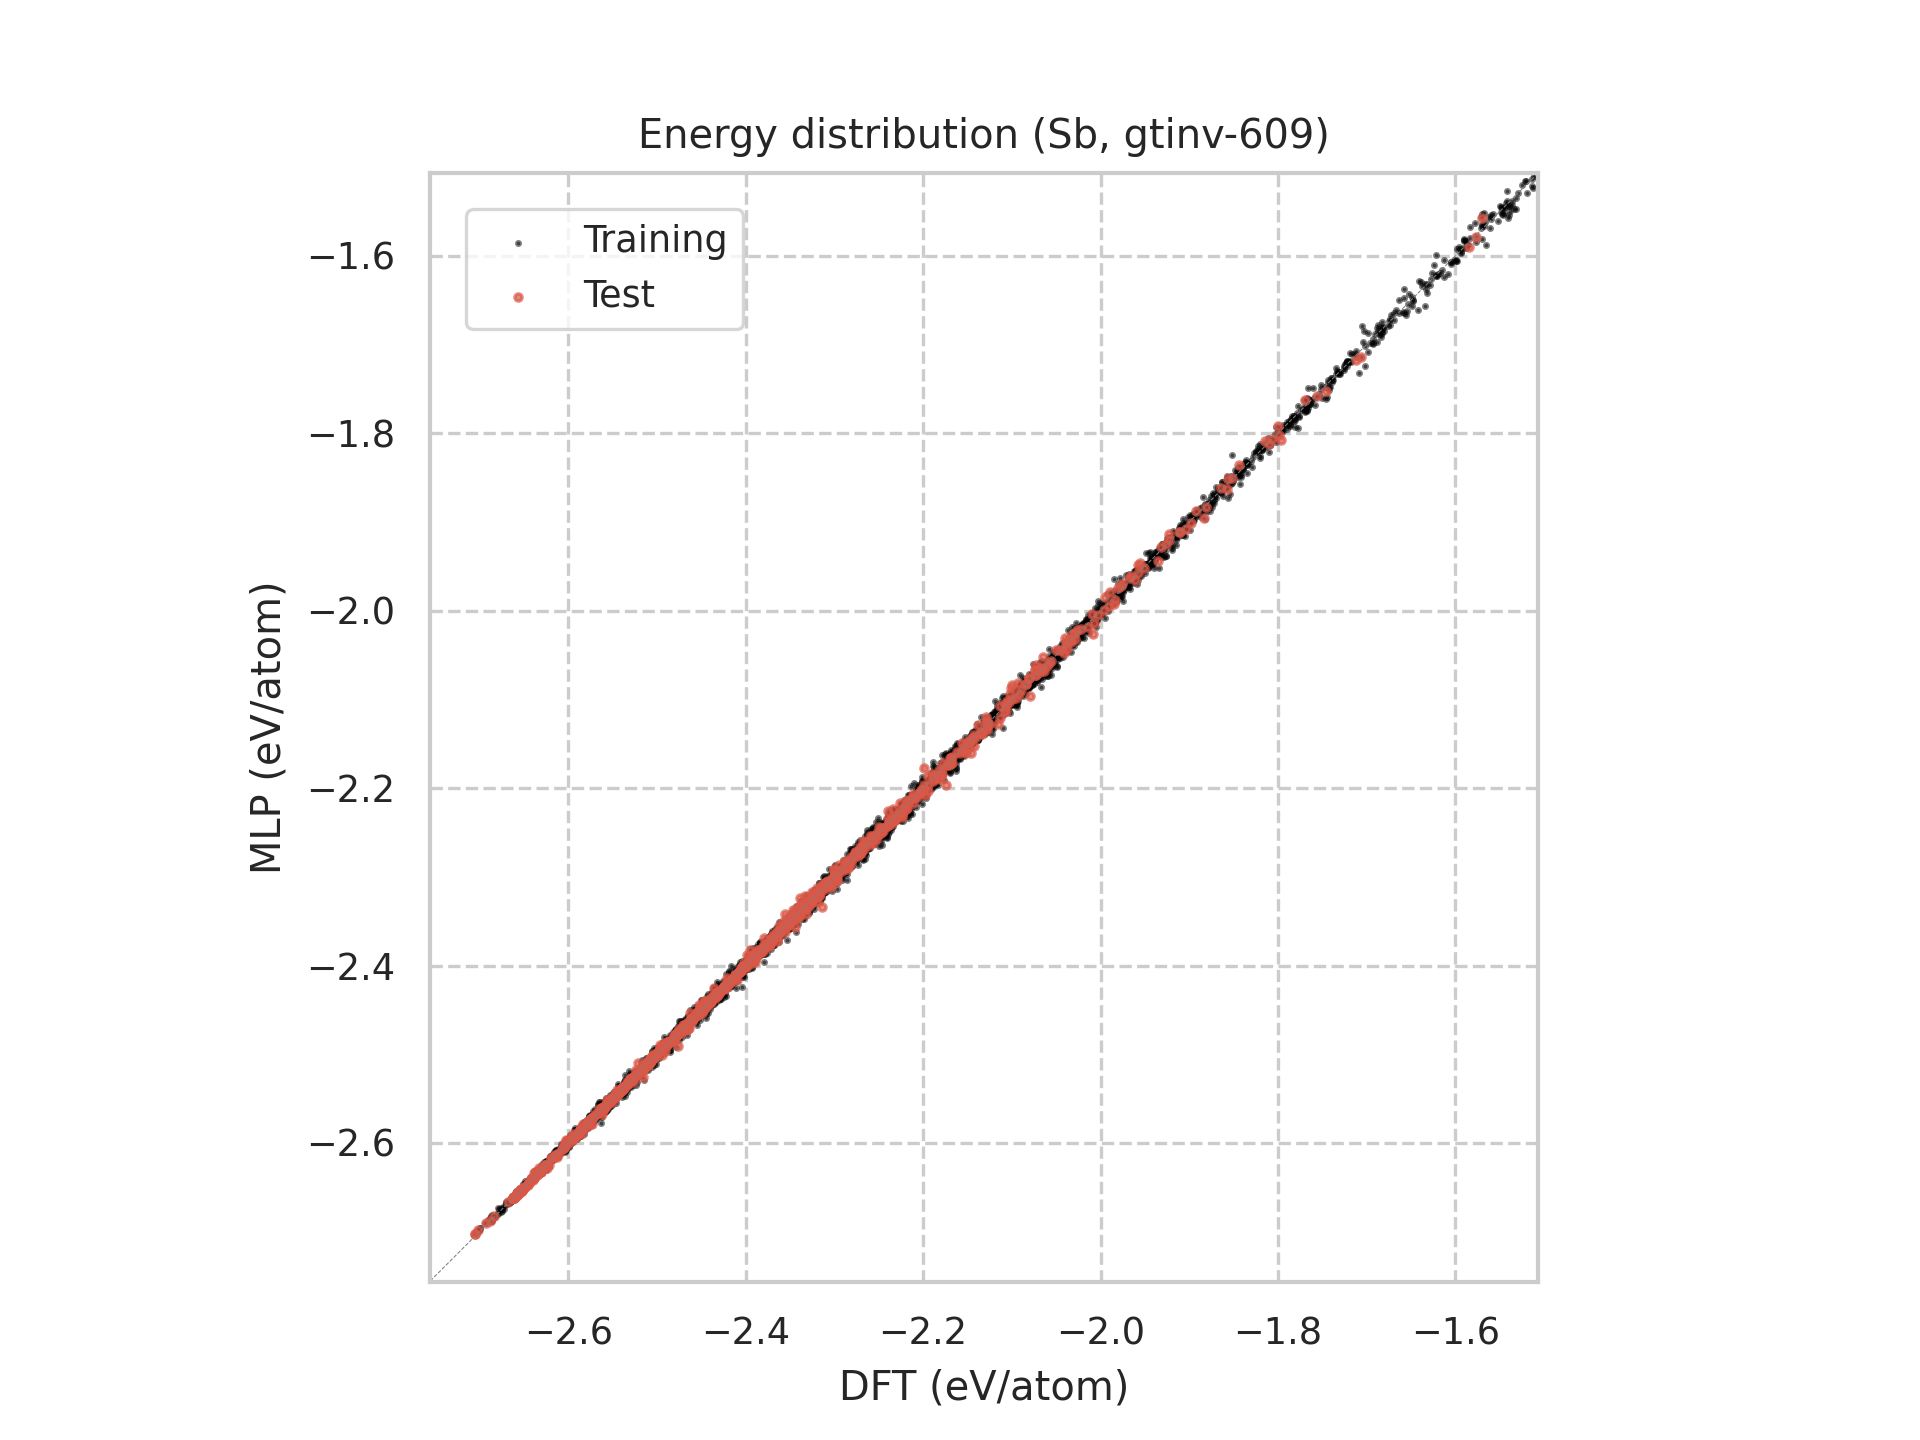 Energy distribution (Sb, gtinv-609)
Training
Test
−1.6
−1.8
−2.0
−2.2
−2.4
−2.6
MLP (eV/atom)
−2.6 −2.4 −2.2 −2.0 −1.8 −1.6
DFT (eV/atom)